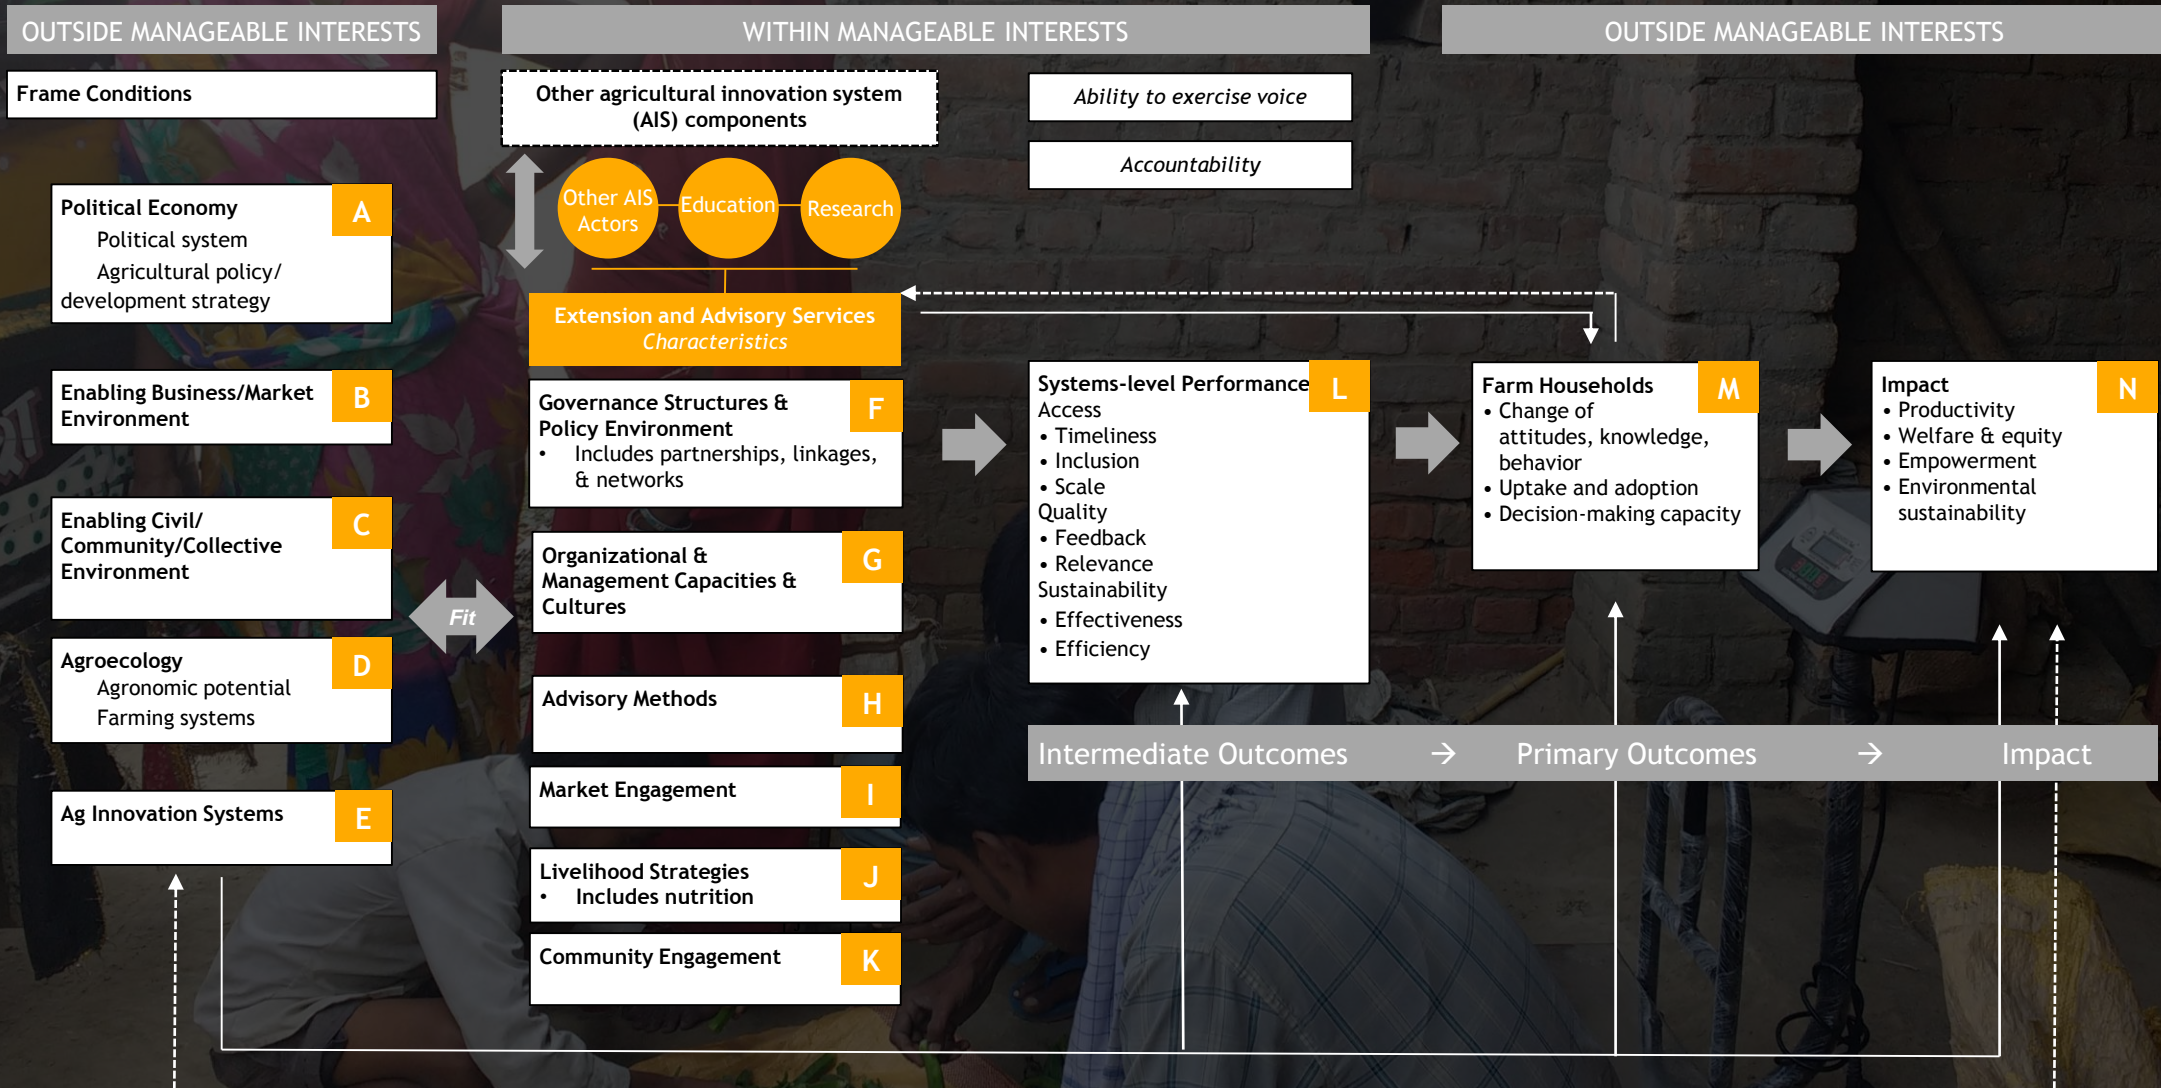 OUTSIDE MANAGEABLE INTERESTS
WITHIN MANAGEABLE INTERESTS
OUTSIDE MANAGEABLE INTERESTS
Frame Conditions
Political Economy
A
Political system
Agricultural policy/
development strategy
Enabling Business/Market
Environment
B
Enabling Civil/
Community/Collective
Environment
C
Agroecology
D
Agronomic potential
Farming systems
Ag Innovation Systems
E
Fit
Other agricultural innovation system
(AIS) components
Other AIS
Actors
Education
Research
Extension and Advisory Services
Characteristics
Governance Structures &
Policy Environment
F
• Includes partnerships, linkages,
& networks
Organizational &
Management Capacities &
Cultures
G
Advisory Methods
H
Market Engagement
I
Livelihood Strategies
J
• Includes nutrition
Community Engagement
K
Ability to exercise voice
Accountability
Systems-level Performance
L
Access
• Timeliness
• Inclusion
• Scale
Quality
• Feedback
• Relevance
Sustainability
• Effectiveness
• Efficiency
Farm Households
M
• Change of
attitudes, knowledge,
behavior
• Uptake and adoption
• Decision-making capacity
Impact
N
• Productivity
• Welfare & equity
• Empowerment
• Environmental
sustainability
Intermediate Outcomes → Primary Outcomes → Impact